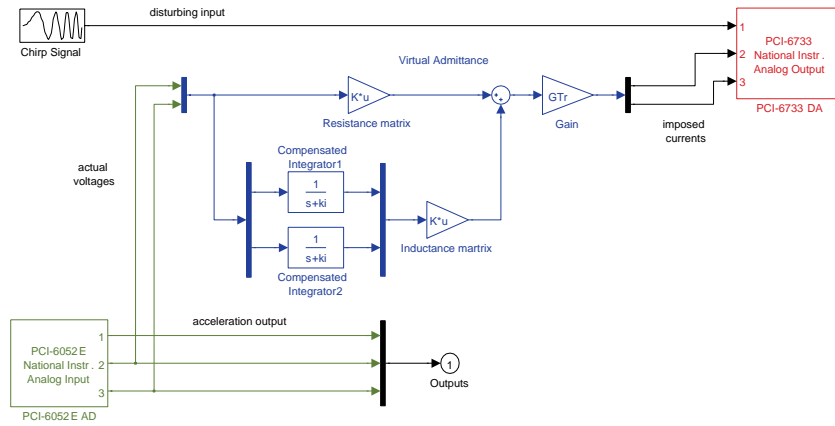 disturbing input
Chirp Signal
1
2
3
PCI-6733
National Instr .
Analog Output
PCI-6733 DA
Virtual Admittance
K*u
Resistance matrix
+
+
GTr
Gain
imposed
currents
actual
voltages
Compensated
Integrator1
1
s+ki
1
s+ki
Compensated
Integrator2
K*u
Inductance martrix
acceleration output
PCI-6052E
National Instr .
Analog Input
1
2
3
PCI-6052E AD
1
Outputs